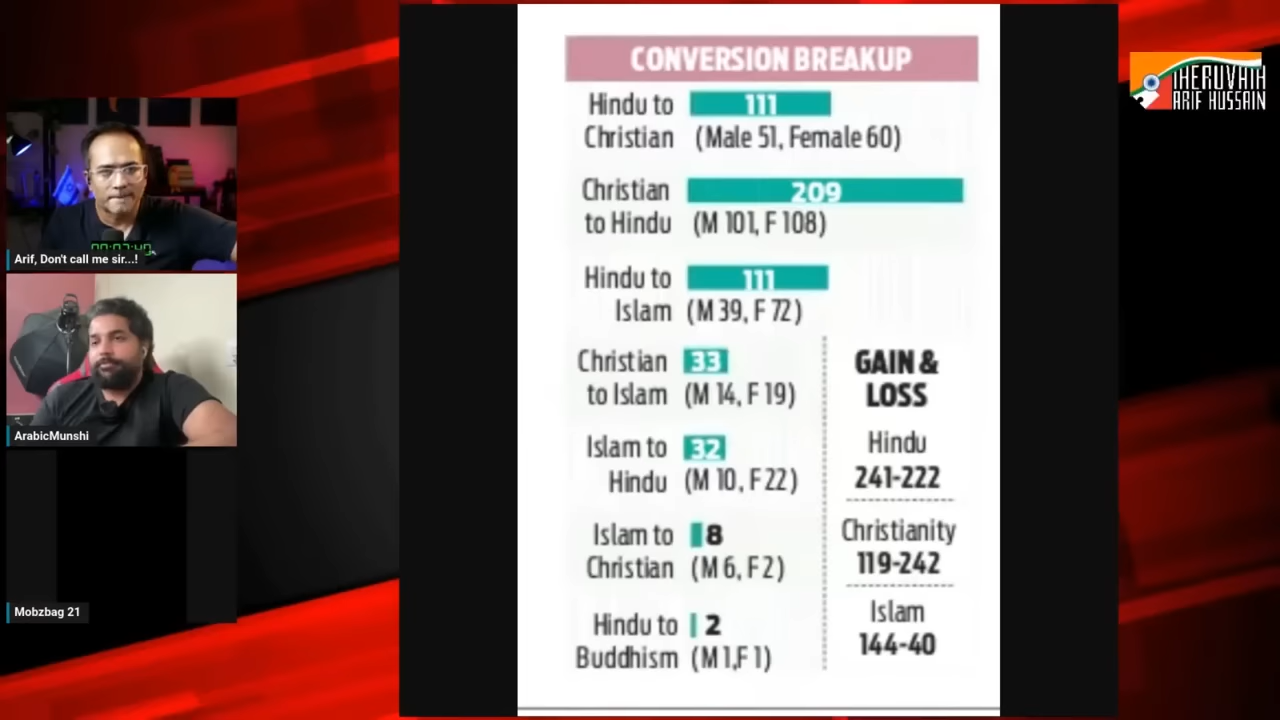 CONVERSION BREAKUP
Hindu to
Christian
111
(Male 51, Female 60)
Christian
to Hindu
209
(M 101, F 108)
Hindu to
Islam
111
(M 39, F 72)
Christian
to Islam
33
(M 14, F 19)
Islam to
Hindu
32
(M 10, F 22)
Islam to
Christian
8
(M 6, F 2)
Hindu to
Buddhism
2
(M 1,F 1)
GAIN &
LOSS
Hindu
241-222
Christianity
119-242
Islam
144-40
THERUVATH
ARIF HUSSAIN
00:07:40
Arif, Don't call me sir...!
ArabicMunshi
Mobzbag 21